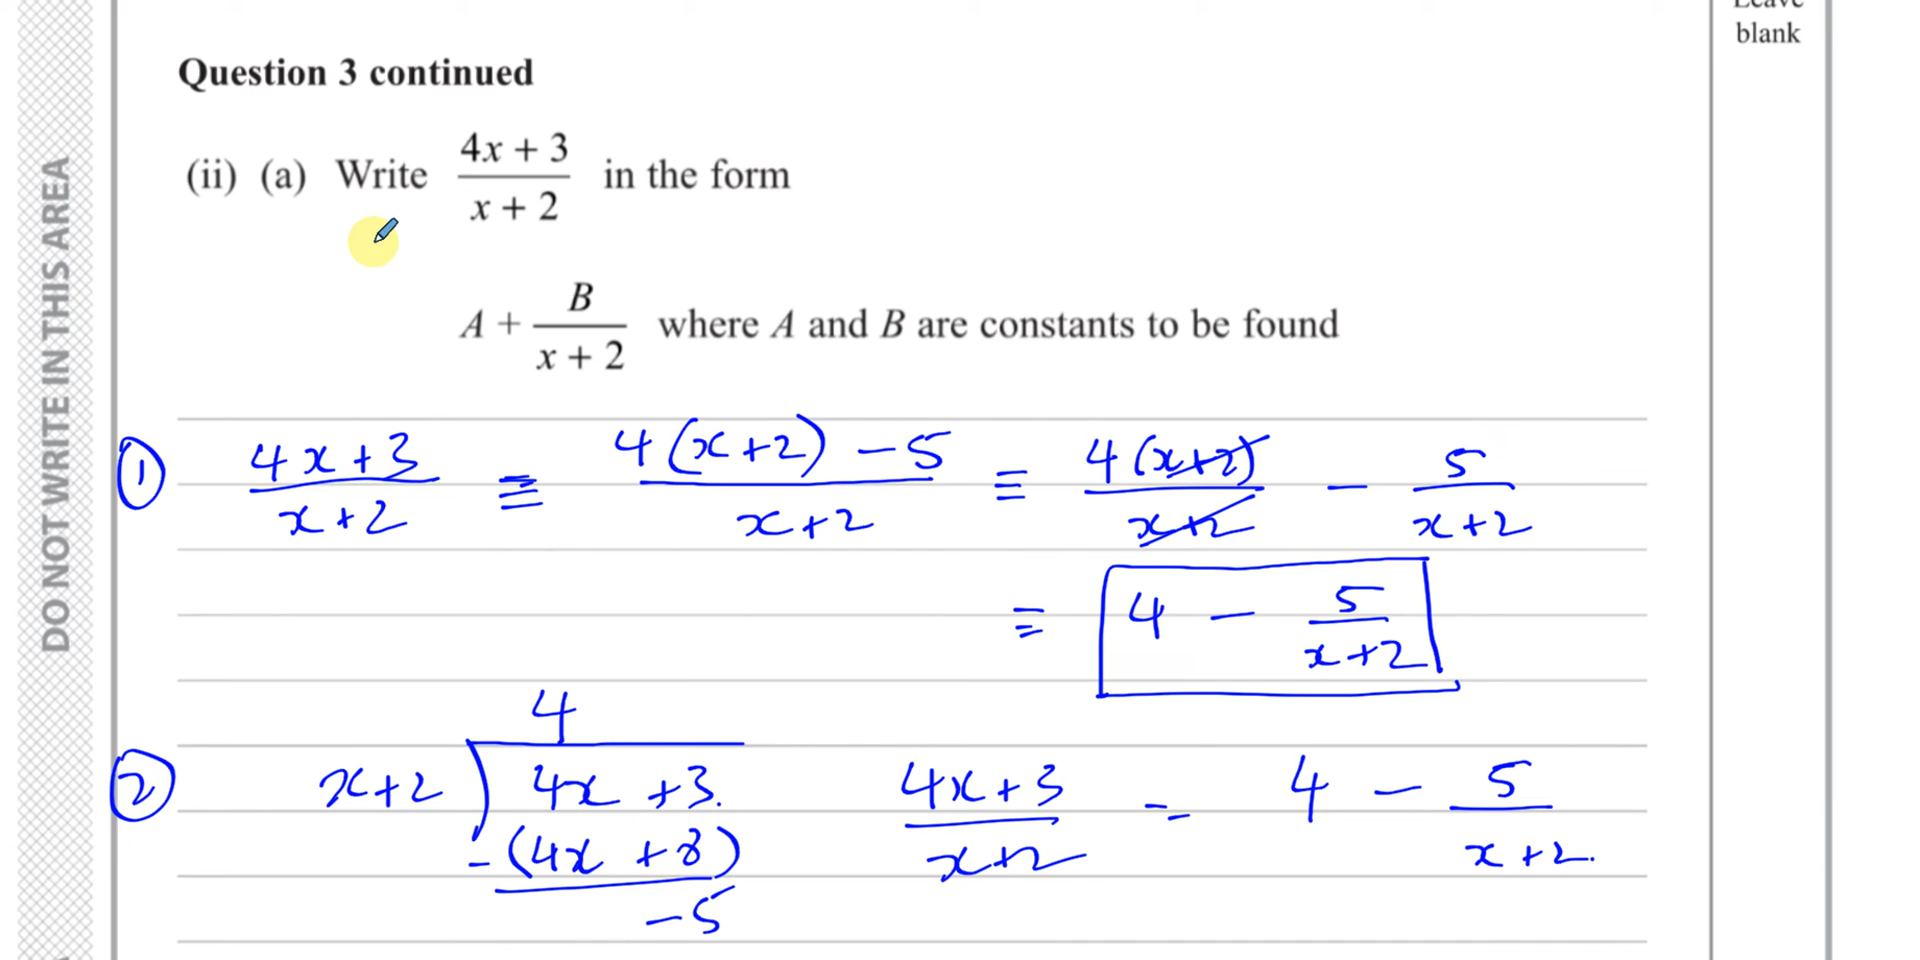 Leave
blank
Question 3 continued
(ii) (a) Write (4x + 3)/(x + 2) in the form
A + B/(x + 2) where A and B are constants to be found
① (4x+3)/(x+2) ≡ (4(x+2) − 5)/(x+2) ≡ 4(x+2)/(x+2) − 5/(x+2)
≡ 4 − 5/(x+2)
4
② x+2 ) 4x +3.
−(4x +8)
−5
(4x+3)/(x+2) = 4 − 5/(x+2).
DO NOT WRITE IN THIS AREA